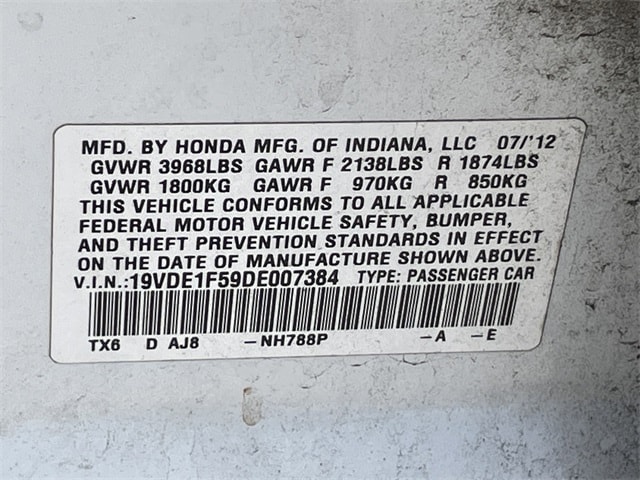 MFD. BY HONDA MFG. OF INDIANA, LLC 07/'12
GVWR 3968LBS GAWR F 2138LBS R 1874LBS
GVWR 1800KG GAWR F 970KG R 850KG
THIS VEHICLE CONFORMS TO ALL APPLICABLE
FEDERAL MOTOR VEHICLE SAFETY, BUMPER,
AND THEFT PREVENTION STANDARDS IN EFFECT
ON THE DATE OF MANUFACTURE SHOWN ABOVE.
V.I.N.:19VDE1F59DE007384 TYPE: PASSENGER CAR
TX6 D AJ8 -NH788P -A -E